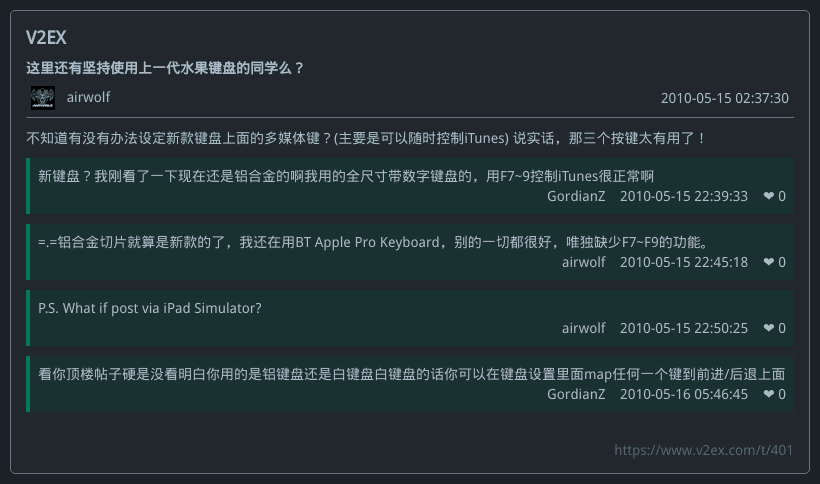 V2EX
这里还有坚持使用上一代水果键盘的同学么？
airwolf 2010-05-15 02:37:30
不知道有没有办法设定新款键盘上面的多媒体键？(主要是可以随时控制iTunes) 说实话，那三个按键太有用了！
新键盘？我刚看了一下现在还是铝合金的啊我用的全尺寸带数字键盘的，用F7~9控制iTunes很正常啊
GordianZ 2010-05-15 22:39:33 ❤ 0
=.=铝合金切片就算是新款的了，我还在用BT Apple Pro Keyboard，别的一切都很好，唯独缺少F7~F9的功能。
airwolf 2010-05-15 22:45:18 ❤ 0
P.S. What if post via iPad Simulator?
airwolf 2010-05-15 22:50:25 ❤ 0
看你顶楼帖子硬是没看明白你用的是铝键盘还是白键盘白键盘的话你可以在键盘设置里面map任何一个键到前进/后退上面
GordianZ 2010-05-16 05:46:45 ❤ 0
https://www.v2ex.com/t/401